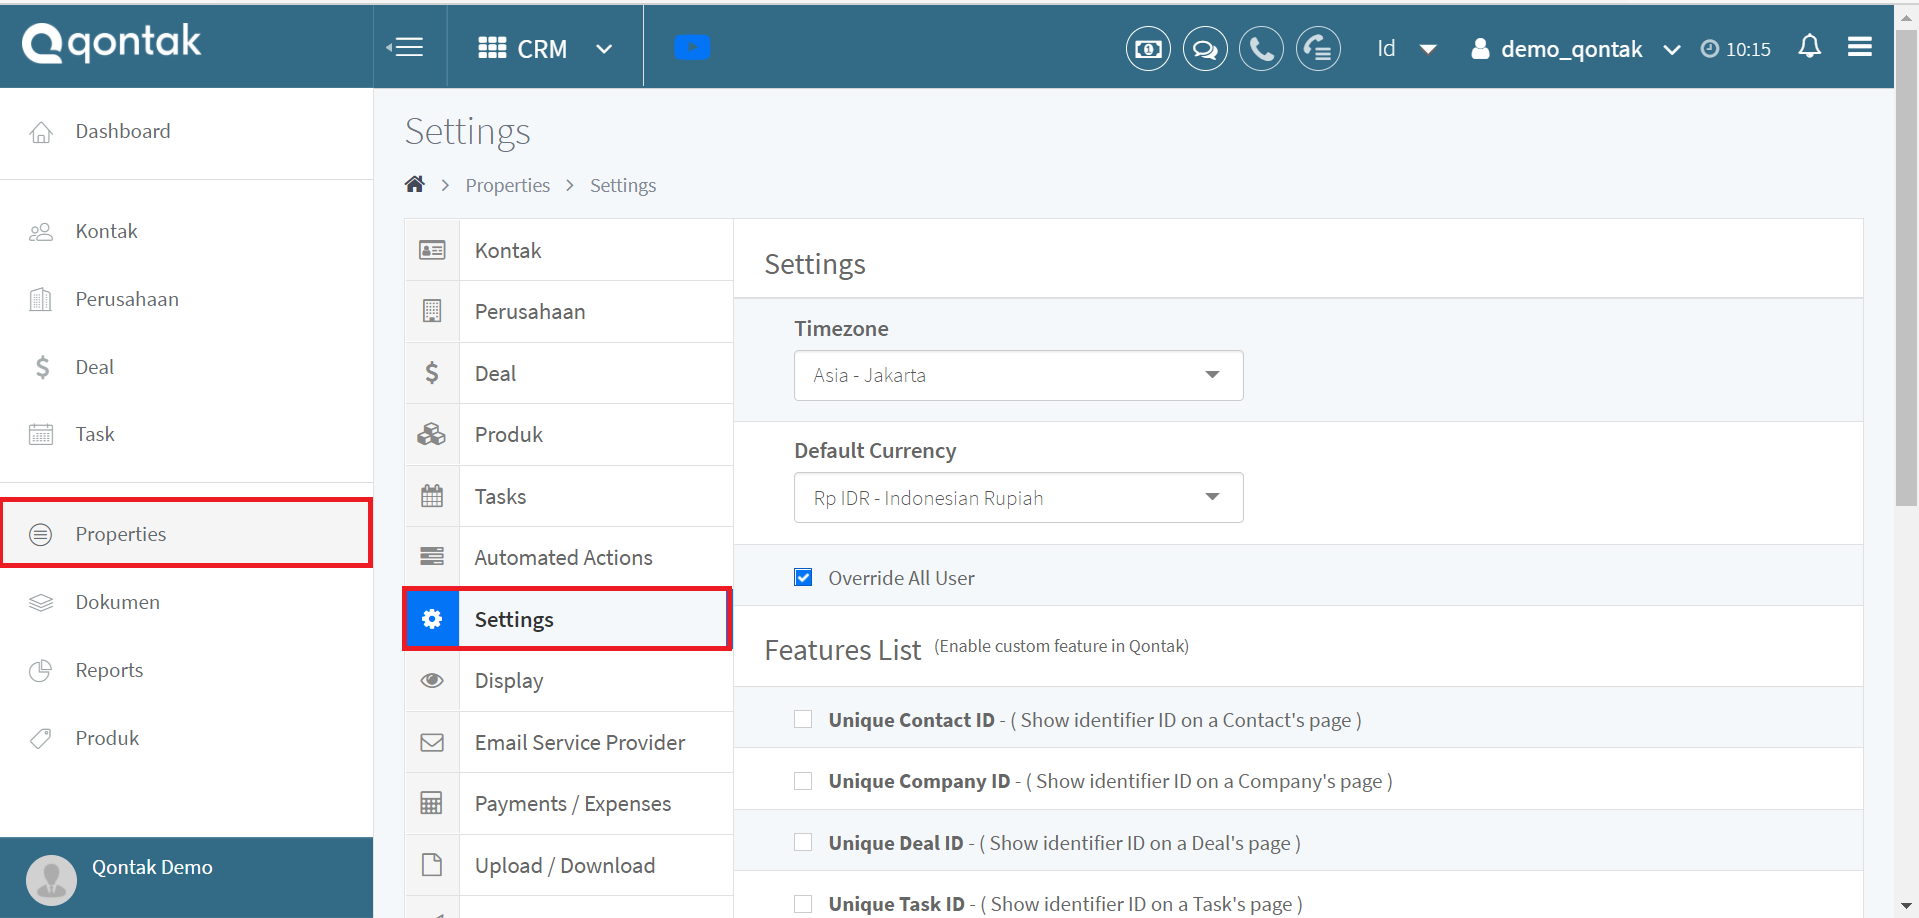 qontak
CRM
Id
demo_qontak
10:15
Dashboard
Kontak
Perusahaan
Deal
Task
Properties
Dokumen
Reports
Produk
Qontak Demo
Settings
Properties
Settings
Kontak
Perusahaan
Deal
Produk
Tasks
Automated Actions
Settings
Display
Email Service Provider
Payments / Expenses
Upload / Download
Settings
Timezone
Asia - Jakarta
Default Currency
Rp IDR - Indonesian Rupiah
Override All User
Features List (Enable custom feature in Qontak)
Unique Contact ID - ( Show identifier ID on a Contact's page )
Unique Company ID - ( Show identifier ID on a Company's page )
Unique Deal ID - ( Show identifier ID on a Deal's page )
Unique Task ID - ( Show identifier ID on a Task's page )